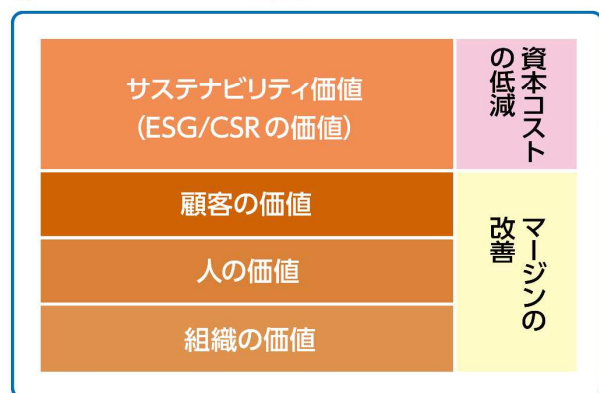 サステナビリティ価値
(ESG/CSRの価値)
資本コスト
の低減
顧客の価値
人の価値
組織の価値
マージンの
改善